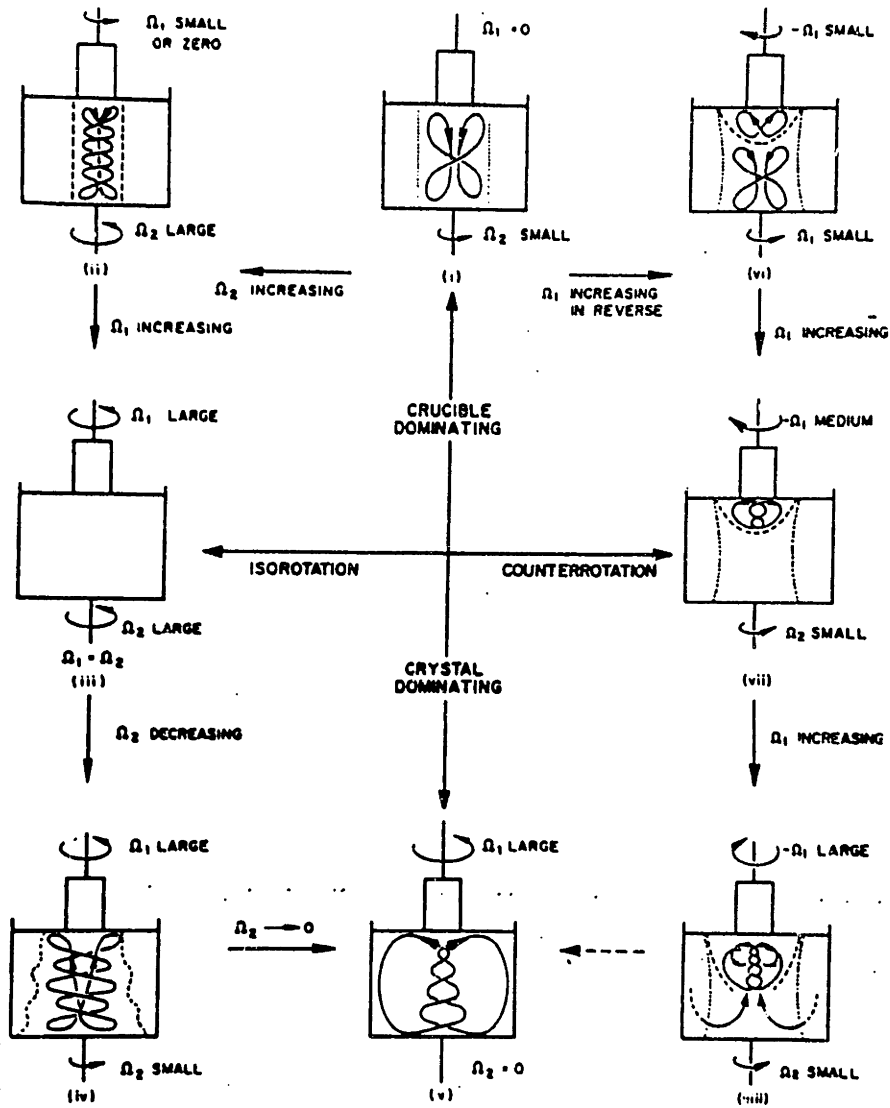 Ω₁ SMALL
OR ZERO
Ω₁ = 0
-Ω₁ SMALL
Ω₂ LARGE
(ii)
Ω₂ SMALL
(i)
Ω₁ SMALL
(vi)
Ω₂ INCREASING
Ω₁ INCREASING
IN REVERSE
Ω₁ INCREASING
Ω₁ INCREASING
Ω₁ LARGE
CRUCIBLE
DOMINATING
-Ω₁ MEDIUM
ISOROTATION
COUNTERROTATION
Ω₂ LARGE
Ω₁ = Ω₂
(iii)
Ω₂ SMALL
(vii)
CRYSTAL
DOMINATING
Ω₂ DECREASING
Ω₁ INCREASING
Ω₁ LARGE
Ω₁ LARGE
-Ω₁ LARGE
Ω₂ → 0
Ω₂ SMALL
(iv)
Ω₂ = 0
(v)
Ω₂ SMALL